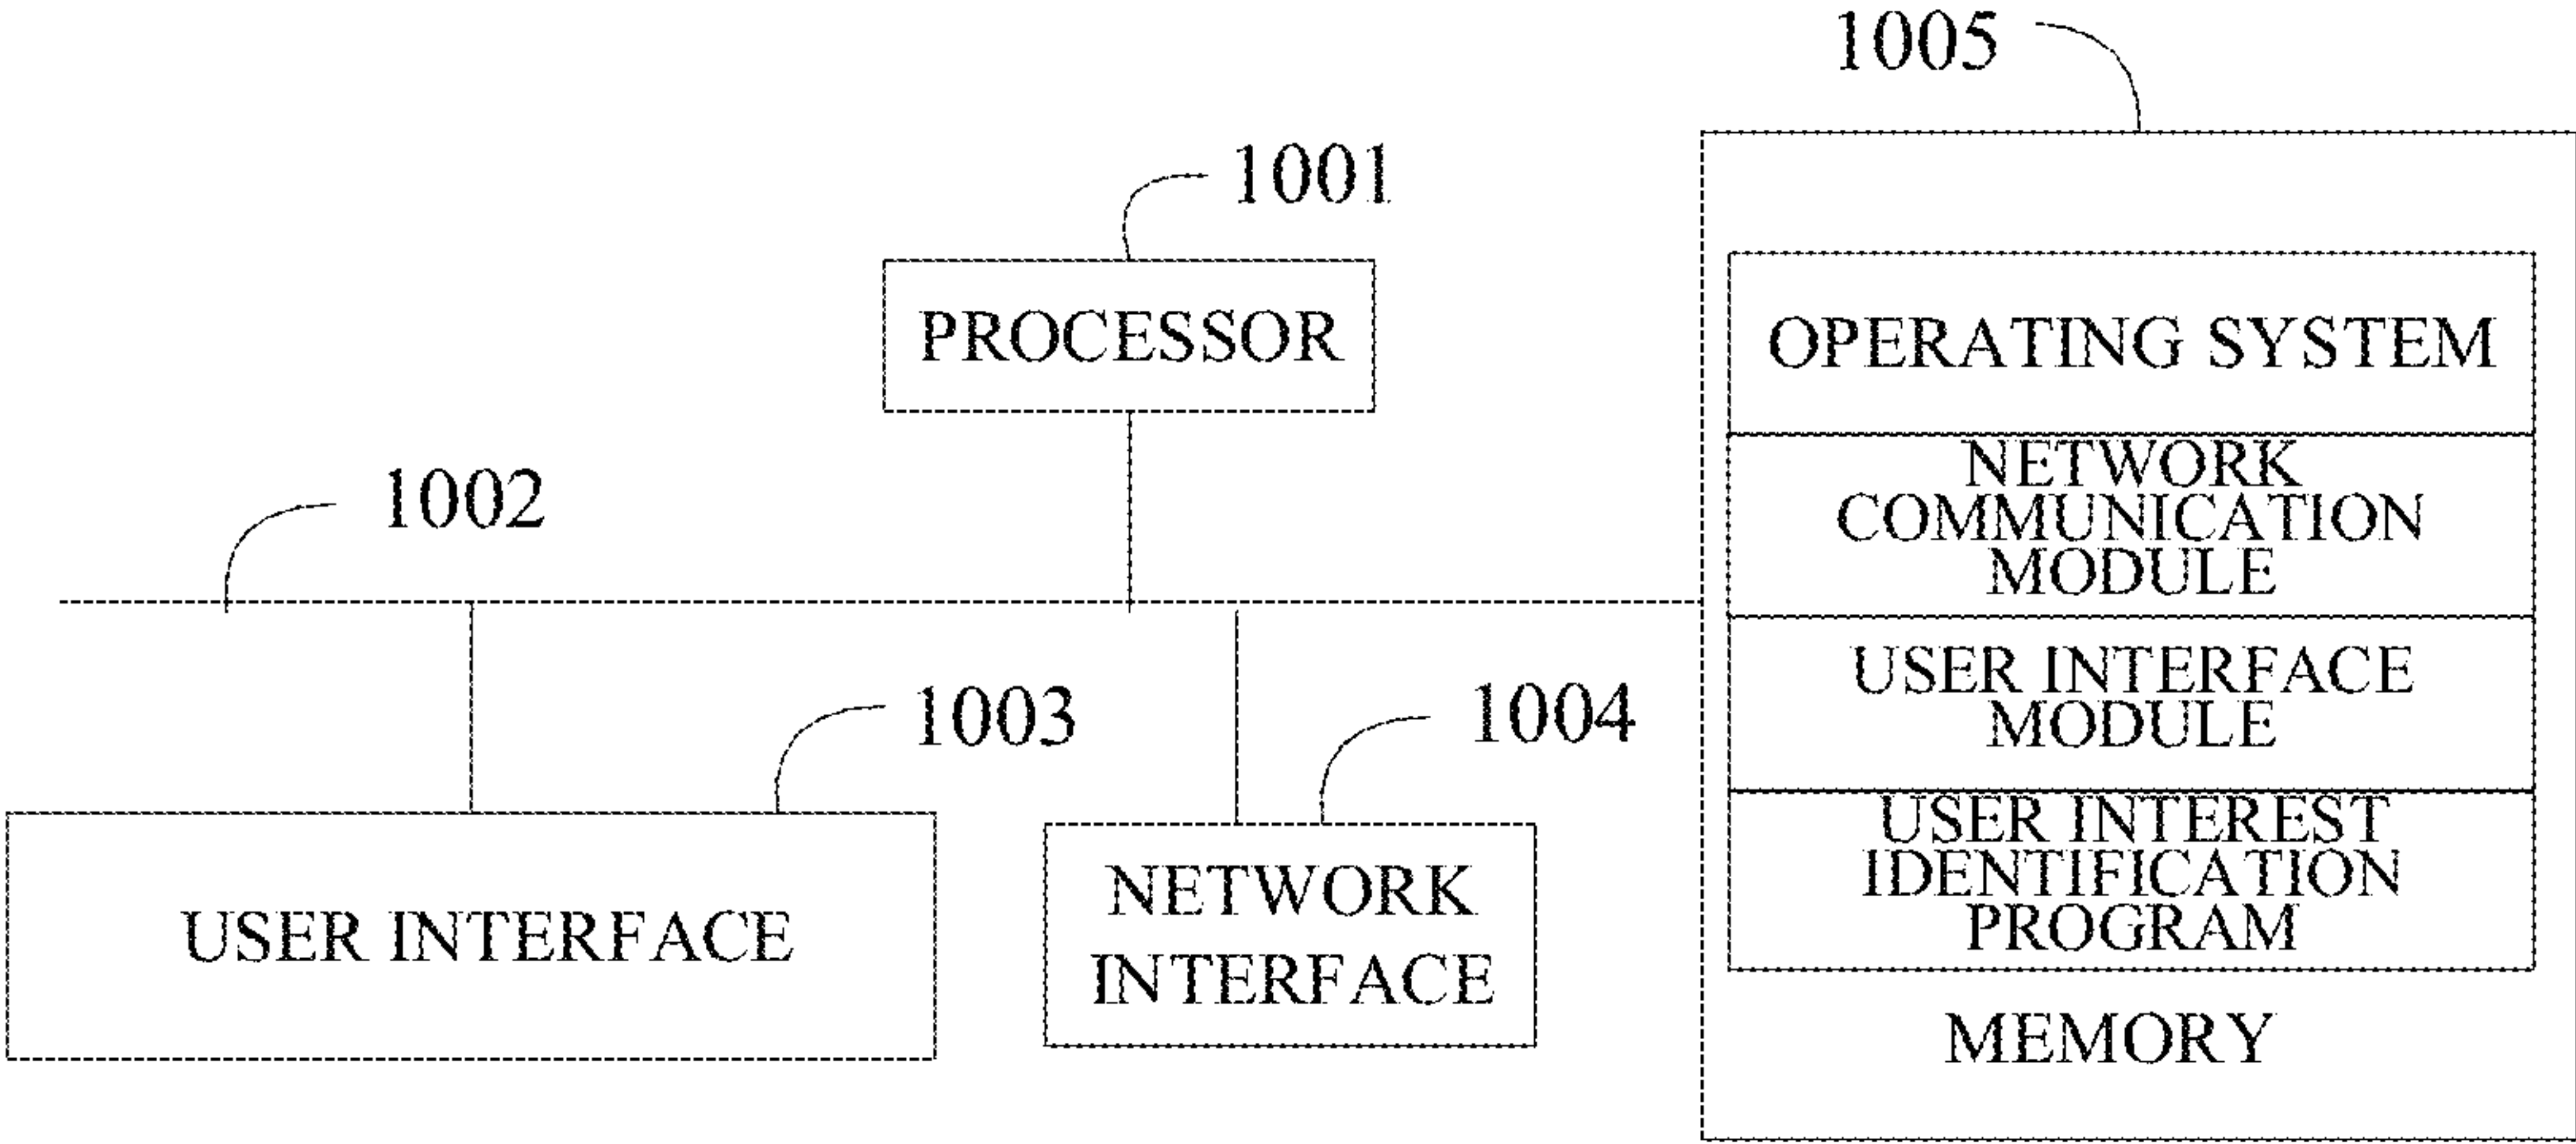 1005
1001
PROCESSOR
OPERATING SYSTEM
NETWORK
COMMUNICATION
MODULE
1002
USER INTERFACE
MODULE
1003
1004
USER INTEREST
IDENTIFICATION
PROGRAM
USER INTERFACE
NETWORK
INTERFACE
MEMORY